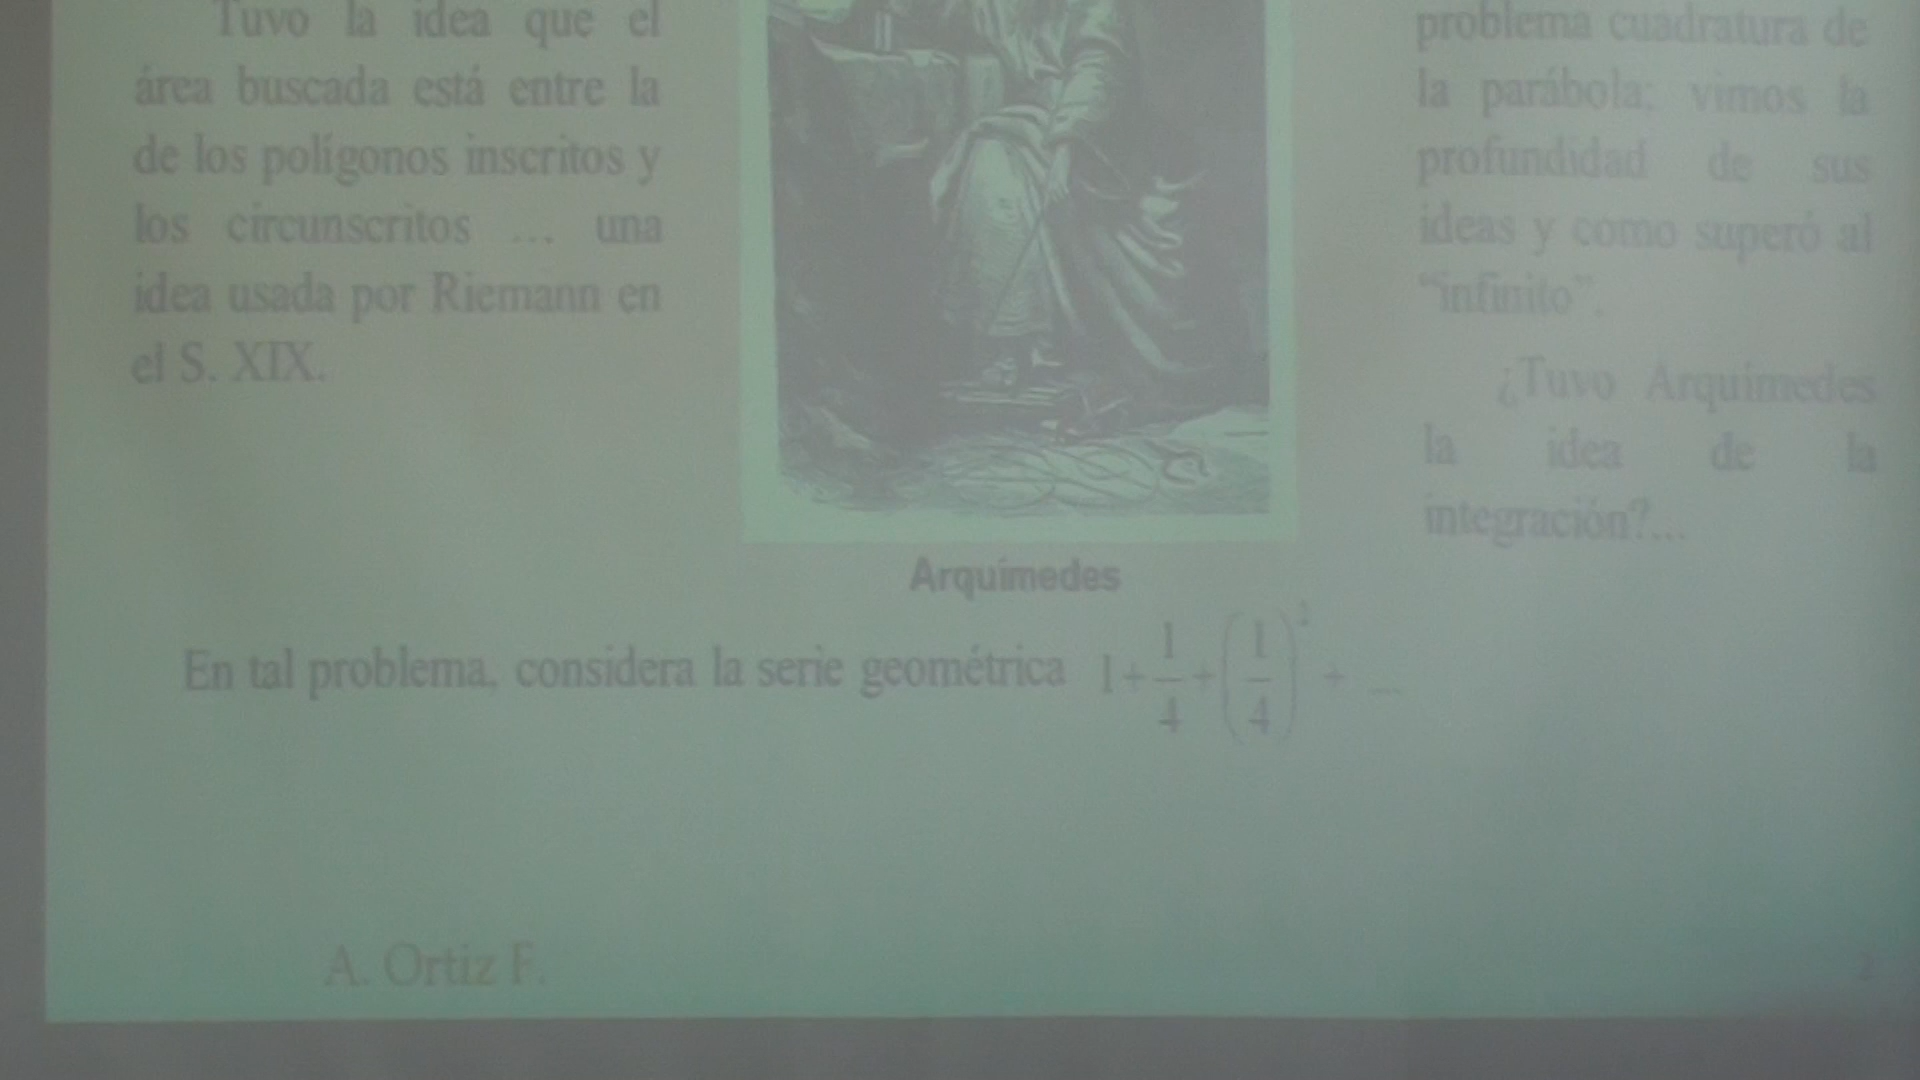 Tuvo la idea que el
área buscada está entre la
de los polígonos inscritos y
los circunscritos ... una
idea usada por Riemann en
el S. XIX.
problema cuadratura de
la parábola; vimos la
profundidad de sus
ideas y como superó al
“infinito”.
¿Tuvo Arquimedes
la idea de la
integración?...
Arquímedes
En tal problema, considera la serie geométrica 1+1/4+(1/4)²+ ...
A. Ortiz F.
2